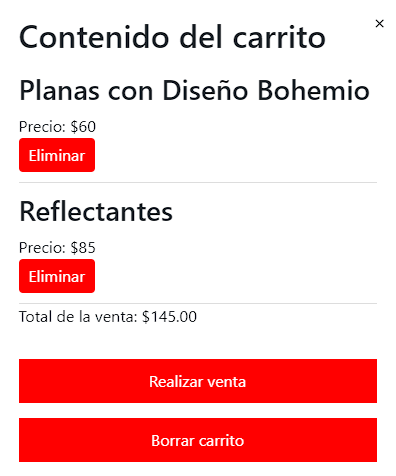 ×
Contenido del carrito
Planas con Diseño Bohemio
Precio: $60
Eliminar
Reflectantes
Precio: $85
Eliminar
Total de la venta: $145.00
Realizar venta
Borrar carrito